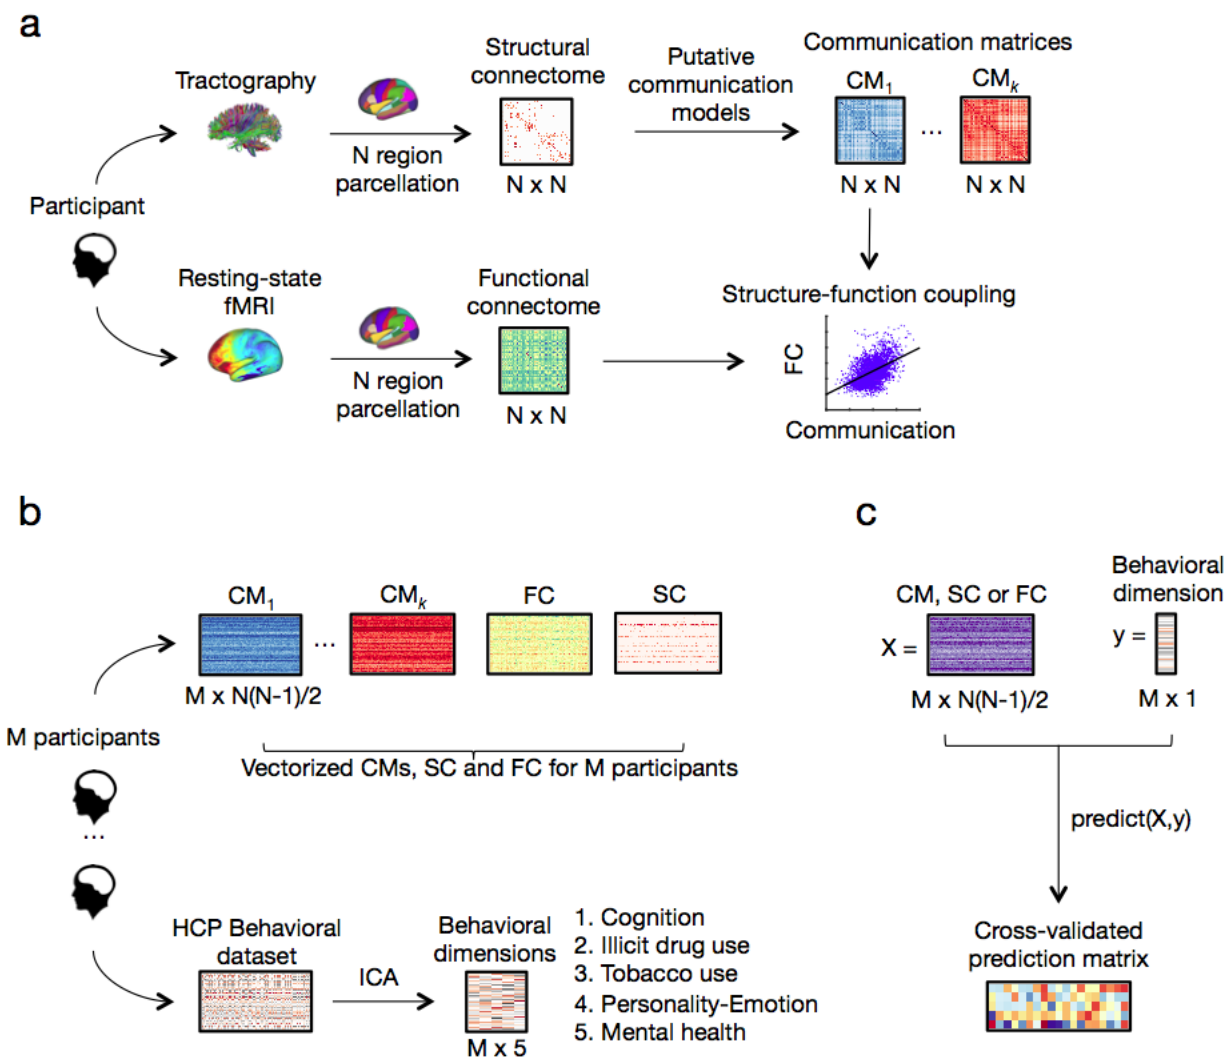 a
Tractography
N region
parcellation
Structural
connectome
N x N
Putative
communication
models
Communication matrices
CM1
...
CMk
N x N
N x N
Participant
Resting-state
fMRI
N region
parcellation
Functional
connectome
N x N
Structure-function coupling
FC
Communication
b
CM1
...
CMk
FC
SC
M x N(N-1)/2
M participants
...
Vectorized CMs, SC and FC for M participants
HCP Behavioral
dataset
ICA
Behavioral
dimensions
M x 5
1. Cognition
2. Illicit drug use
3. Tobacco use
4. Personality-Emotion
5. Mental health
c
CM, SC or FC
X =
M x N(N-1)/2
Behavioral
dimension
y =
M x 1
predict(X,y)
Cross-validated
prediction matrix